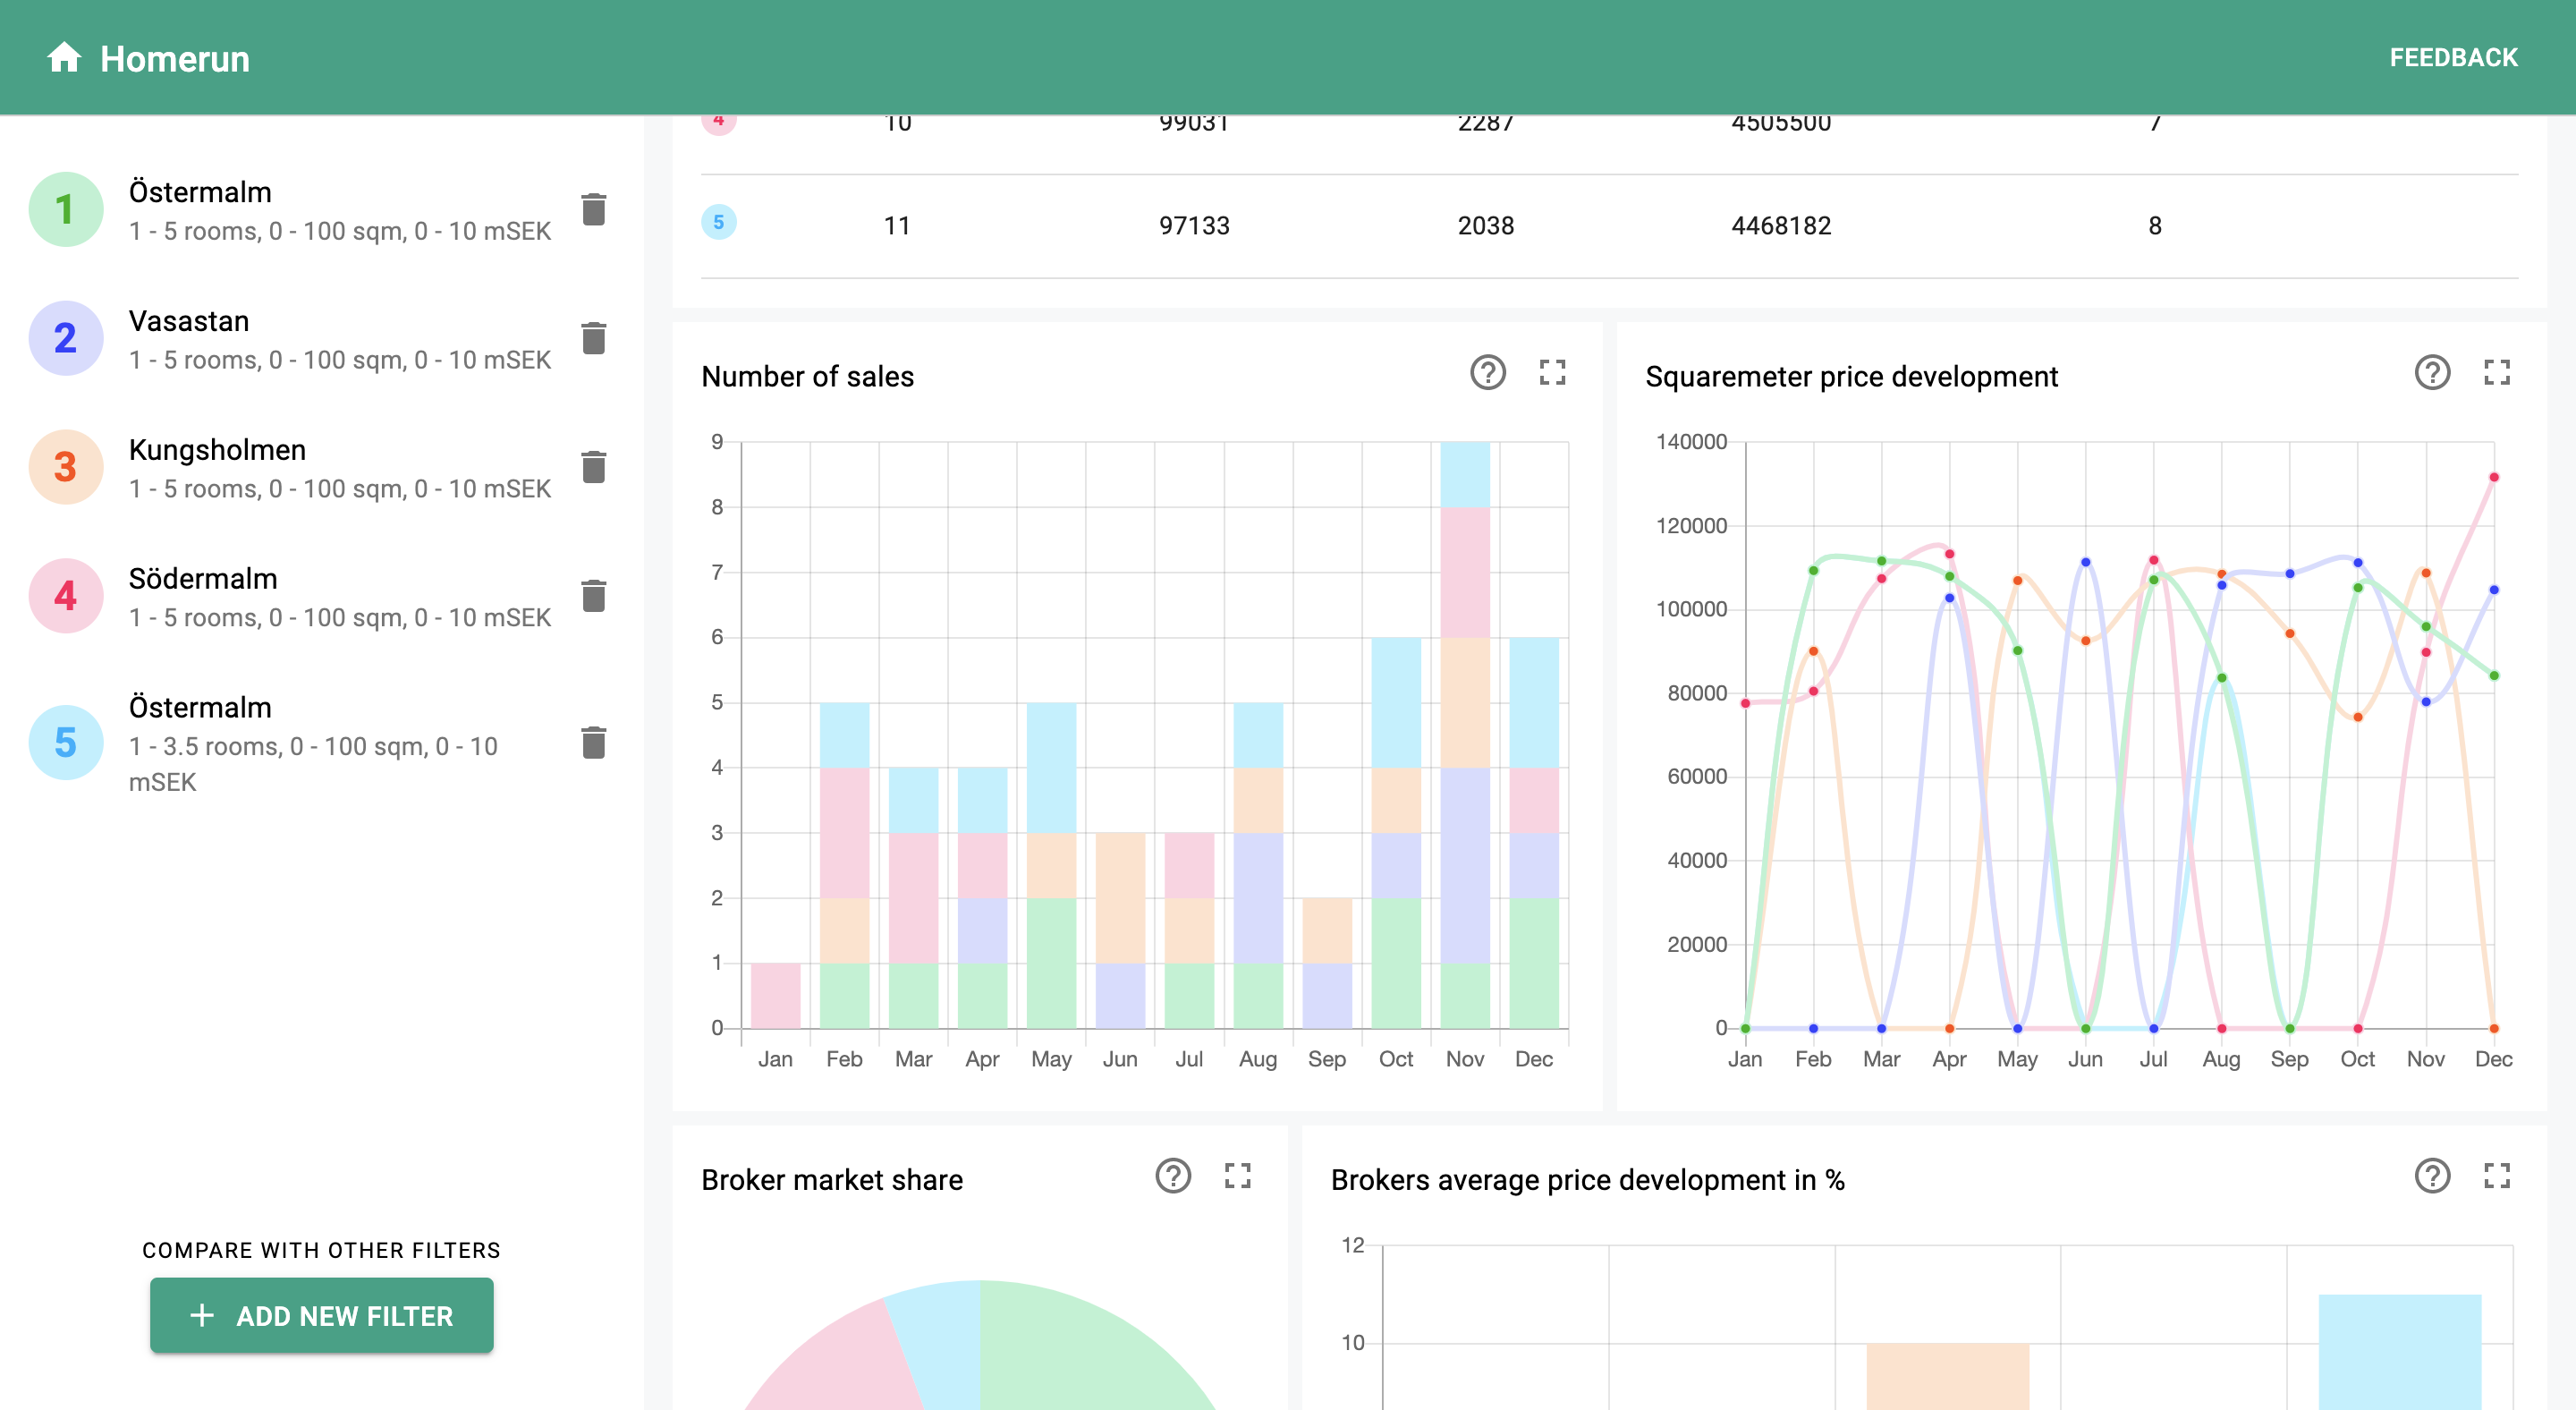 Homerun
FEEDBACK
1
Östermalm
1 - 5 rooms, 0 - 100 sqm, 0 - 10 mSEK
2
Vasastan
1 - 5 rooms, 0 - 100 sqm, 0 - 10 mSEK
3
Kungsholmen
1 - 5 rooms, 0 - 100 sqm, 0 - 10 mSEK
4
Södermalm
1 - 5 rooms, 0 - 100 sqm, 0 - 10 mSEK
5
Östermalm
1 - 3.5 rooms, 0 - 100 sqm, 0 - 10
mSEK
COMPARE WITH OTHER FILTERS
+ ADD NEW FILTER
4 10 99031 2287 4505500 7
5 11 97133 2038 4468182 8
Number of sales
9
8
7
6
5
4
3
2
1
0
Jan Feb Mar Apr May Jun Jul Aug Sep Oct Nov Dec
Squaremeter price development
140000
120000
100000
80000
60000
40000
20000
0
Jan Feb Mar Apr May Jun Jul Aug Sep Oct Nov Dec
Broker market share
Brokers average price development in %
12
10